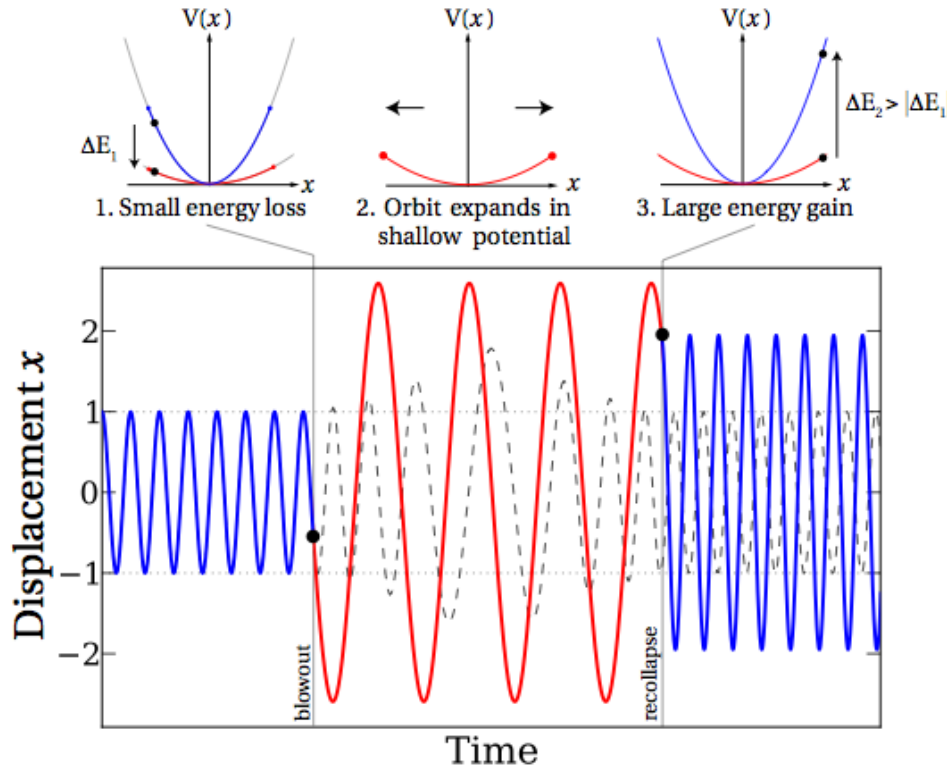 V(x)
V(x)
V(x)
ΔE₁
ΔE₂ > |ΔE₁|
x
x
x
1. Small energy loss
2. Orbit expands in
shallow potential
3. Large energy gain
Displacement x
2
1
0
−1
−2
blowout
recollapse
Time